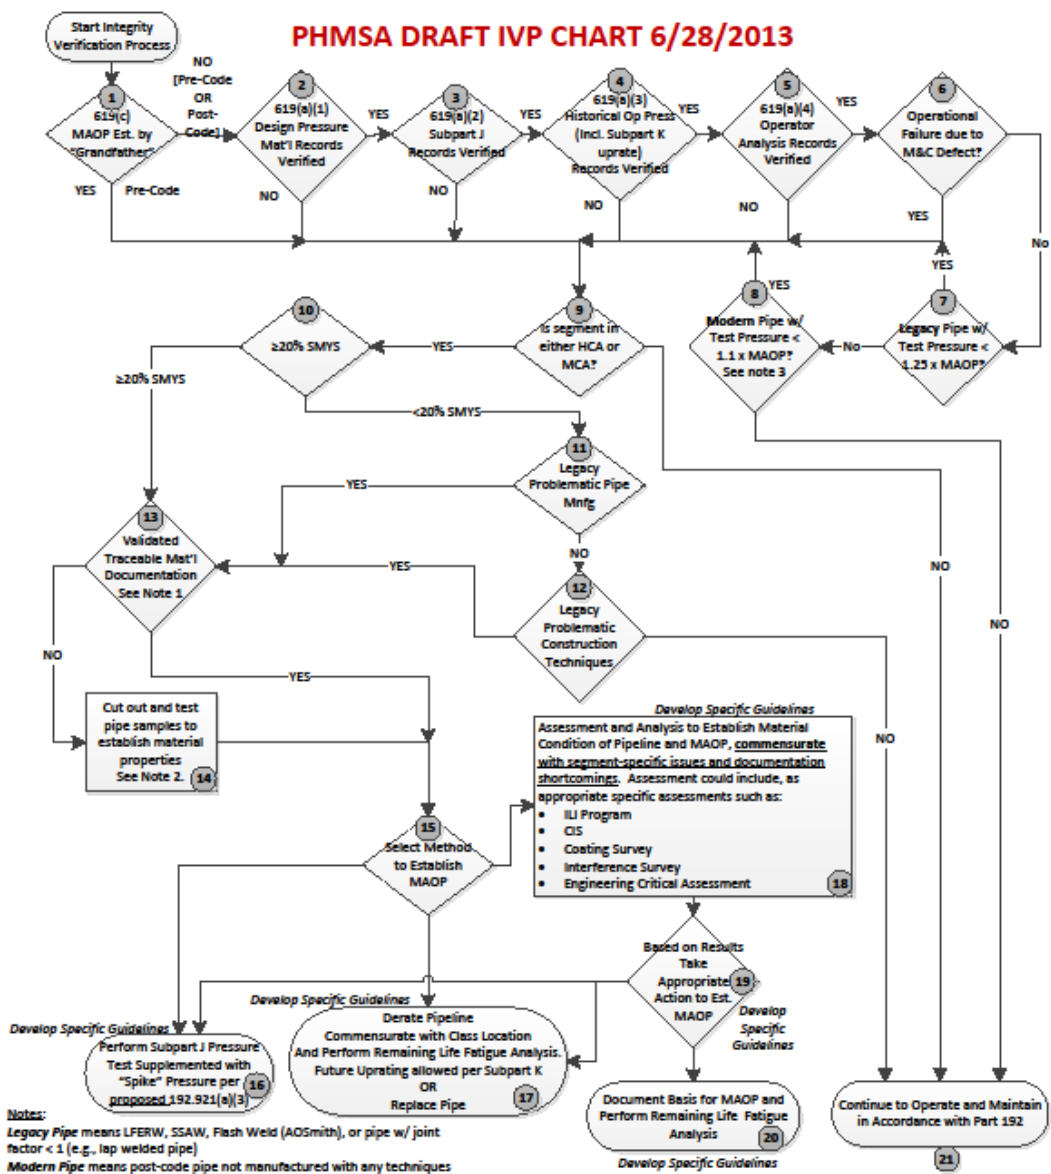 PHMSA DRAFT IVP CHART 6/28/2013
Start Integrity
Verification Process
1
619(c)
MAOP Est. by
"Grandfather"
NO
[Pre-Code
OR
Post-
Code]
YES
Pre-Code
2
619(a)(1)
Design Pressure
Mat'l Records
Verified
YES
NO
3
619(a)(2)
Subpart J
Records Verified
YES
NO
4
619(a)(3)
Historical Op Press
(Incl. Subpart K
uprate)
Records Verified
YES
NO
5
619(a)(4)
Operator
Analysis Records
Verified
YES
NO
6
Operational
Failure due to
M&C Defect?
YES
No
7
Legacy Pipe w/
Test Pressure <
1.25 x MAOP?
YES
No
8
Modern Pipe w/
Test Pressure <
1.1 x MAOP?
See note 3
YES
NO
9
Is segment in
either HCA or
MCA?
YES
NO
10
≥20% SMYS
≥20% SMYS
<20% SMYS
11
Legacy
Problematic Pipe
Mnfg
YES
NO
12
Legacy
Problematic
Construction
Techniques
YES
NO
13
Validated
Traceable Mat'l
Documentation
See Note 1
NO
YES
Cut out and test
pipe samples to
establish material
properties
See Note 2.
14
15
Select Method
to Establish
MAOP
Develop Specific Guidelines
Assessment and Analysis to Establish Material
Condition of Pipeline and MAOP, commensurate
with segment-specific issues and documentation
shortcomings. Assessment could include, as
appropriate specific assessments such as:
• ILI Program
• CIS
• Coating Survey
• Interference Survey
• Engineering Critical Assessment
18
Based on Results
Take
Appropriate
Action to Est.
MAOP
19
Develop
Specific
Guidelines
Develop Specific Guidelines
Perform Subpart J Pressure
Test Supplemented with
"Spike" Pressure per
proposed 192.921(a)(3)
16
Develop Specific Guidelines
Derate Pipeline
Commensurate with Class Location
And Perform Remaining Life Fatigue Analysis.
Future Uprating allowed per Subpart K
OR
Replace Pipe
17
Document Basis for MAOP and
Perform Remaining Life Fatigue
Analysis
20
Develop Specific Guidelines
Continue to Operate and Maintain
in Accordance with Part 192
21
Notes:
Legacy Pipe means LFERW, SSAW, Flash Weld (AOSmith), or pipe w/ joint
factor < 1 (e.g., lap welded pipe)
Modern Pipe means post-code pipe not manufactured with any techniques